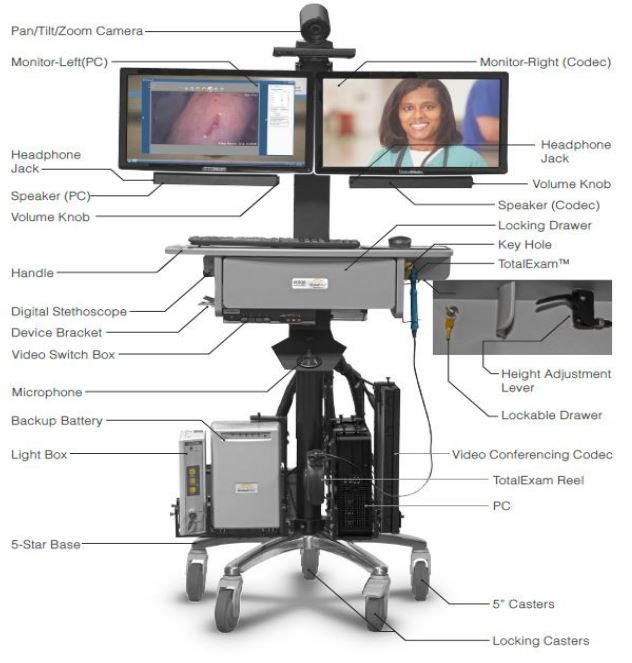 Pan/Tilt/Zoom Camera
Monitor-Left(PC)
Monitor-Right (Codec)
Headphone
Jack
Headphone
Jack
Speaker (PC)
Volume Knob
Volume Knob
Speaker (Codec)
Locking Drawer
Key Hole
TotalExam™
Handle
Digital Stethoscope
Device Bracket
Video Switch Box
Height Adjustment
Lever
Microphone
Lockable Drawer
Backup Battery
Light Box
Video Conferencing Codec
TotalExam Reel
PC
5-Star Base
5” Casters
Locking Casters